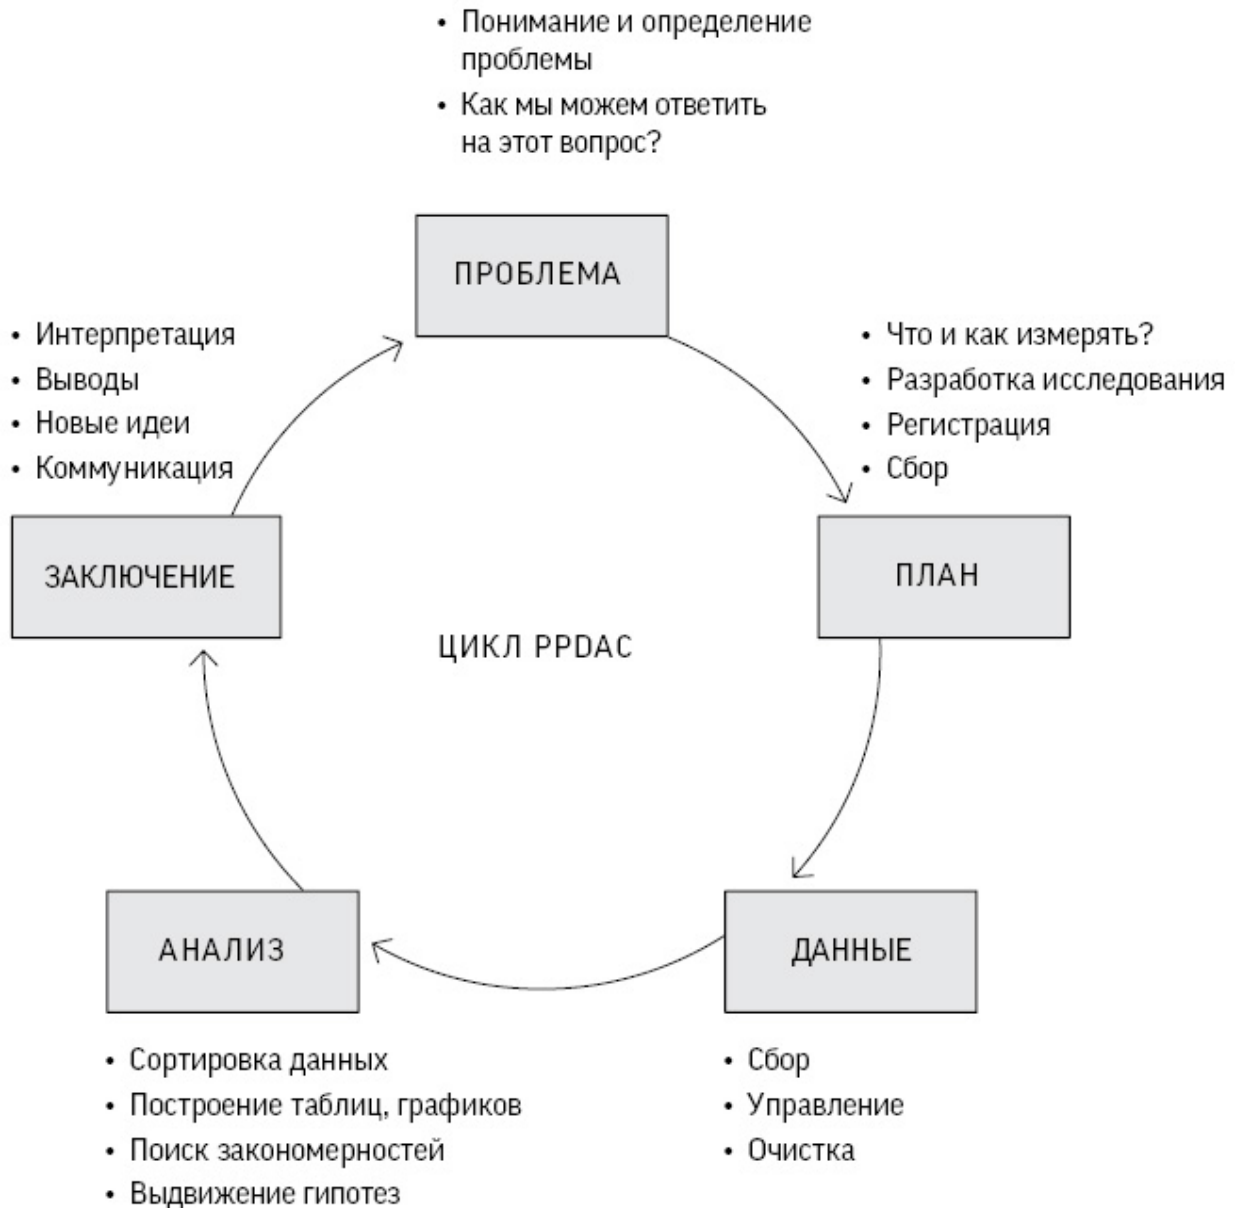 • Понимание и определение
проблемы
• Как мы можем ответить
на этот вопрос?
ПРОБЛЕМА
• Интерпретация
• Выводы
• Новые идеи
• Коммуникация
• Что и как измерять?
• Разработка исследования
• Регистрация
• Сбор
ЗАКЛЮЧЕНИЕ
ПЛАН
ЦИКЛ PPDAC
АНАЛИЗ
ДАННЫЕ
• Сортировка данных
• Построение таблиц, графиков
• Поиск закономерностей
• Выдвижение гипотез
• Сбор
• Управление
• Очистка